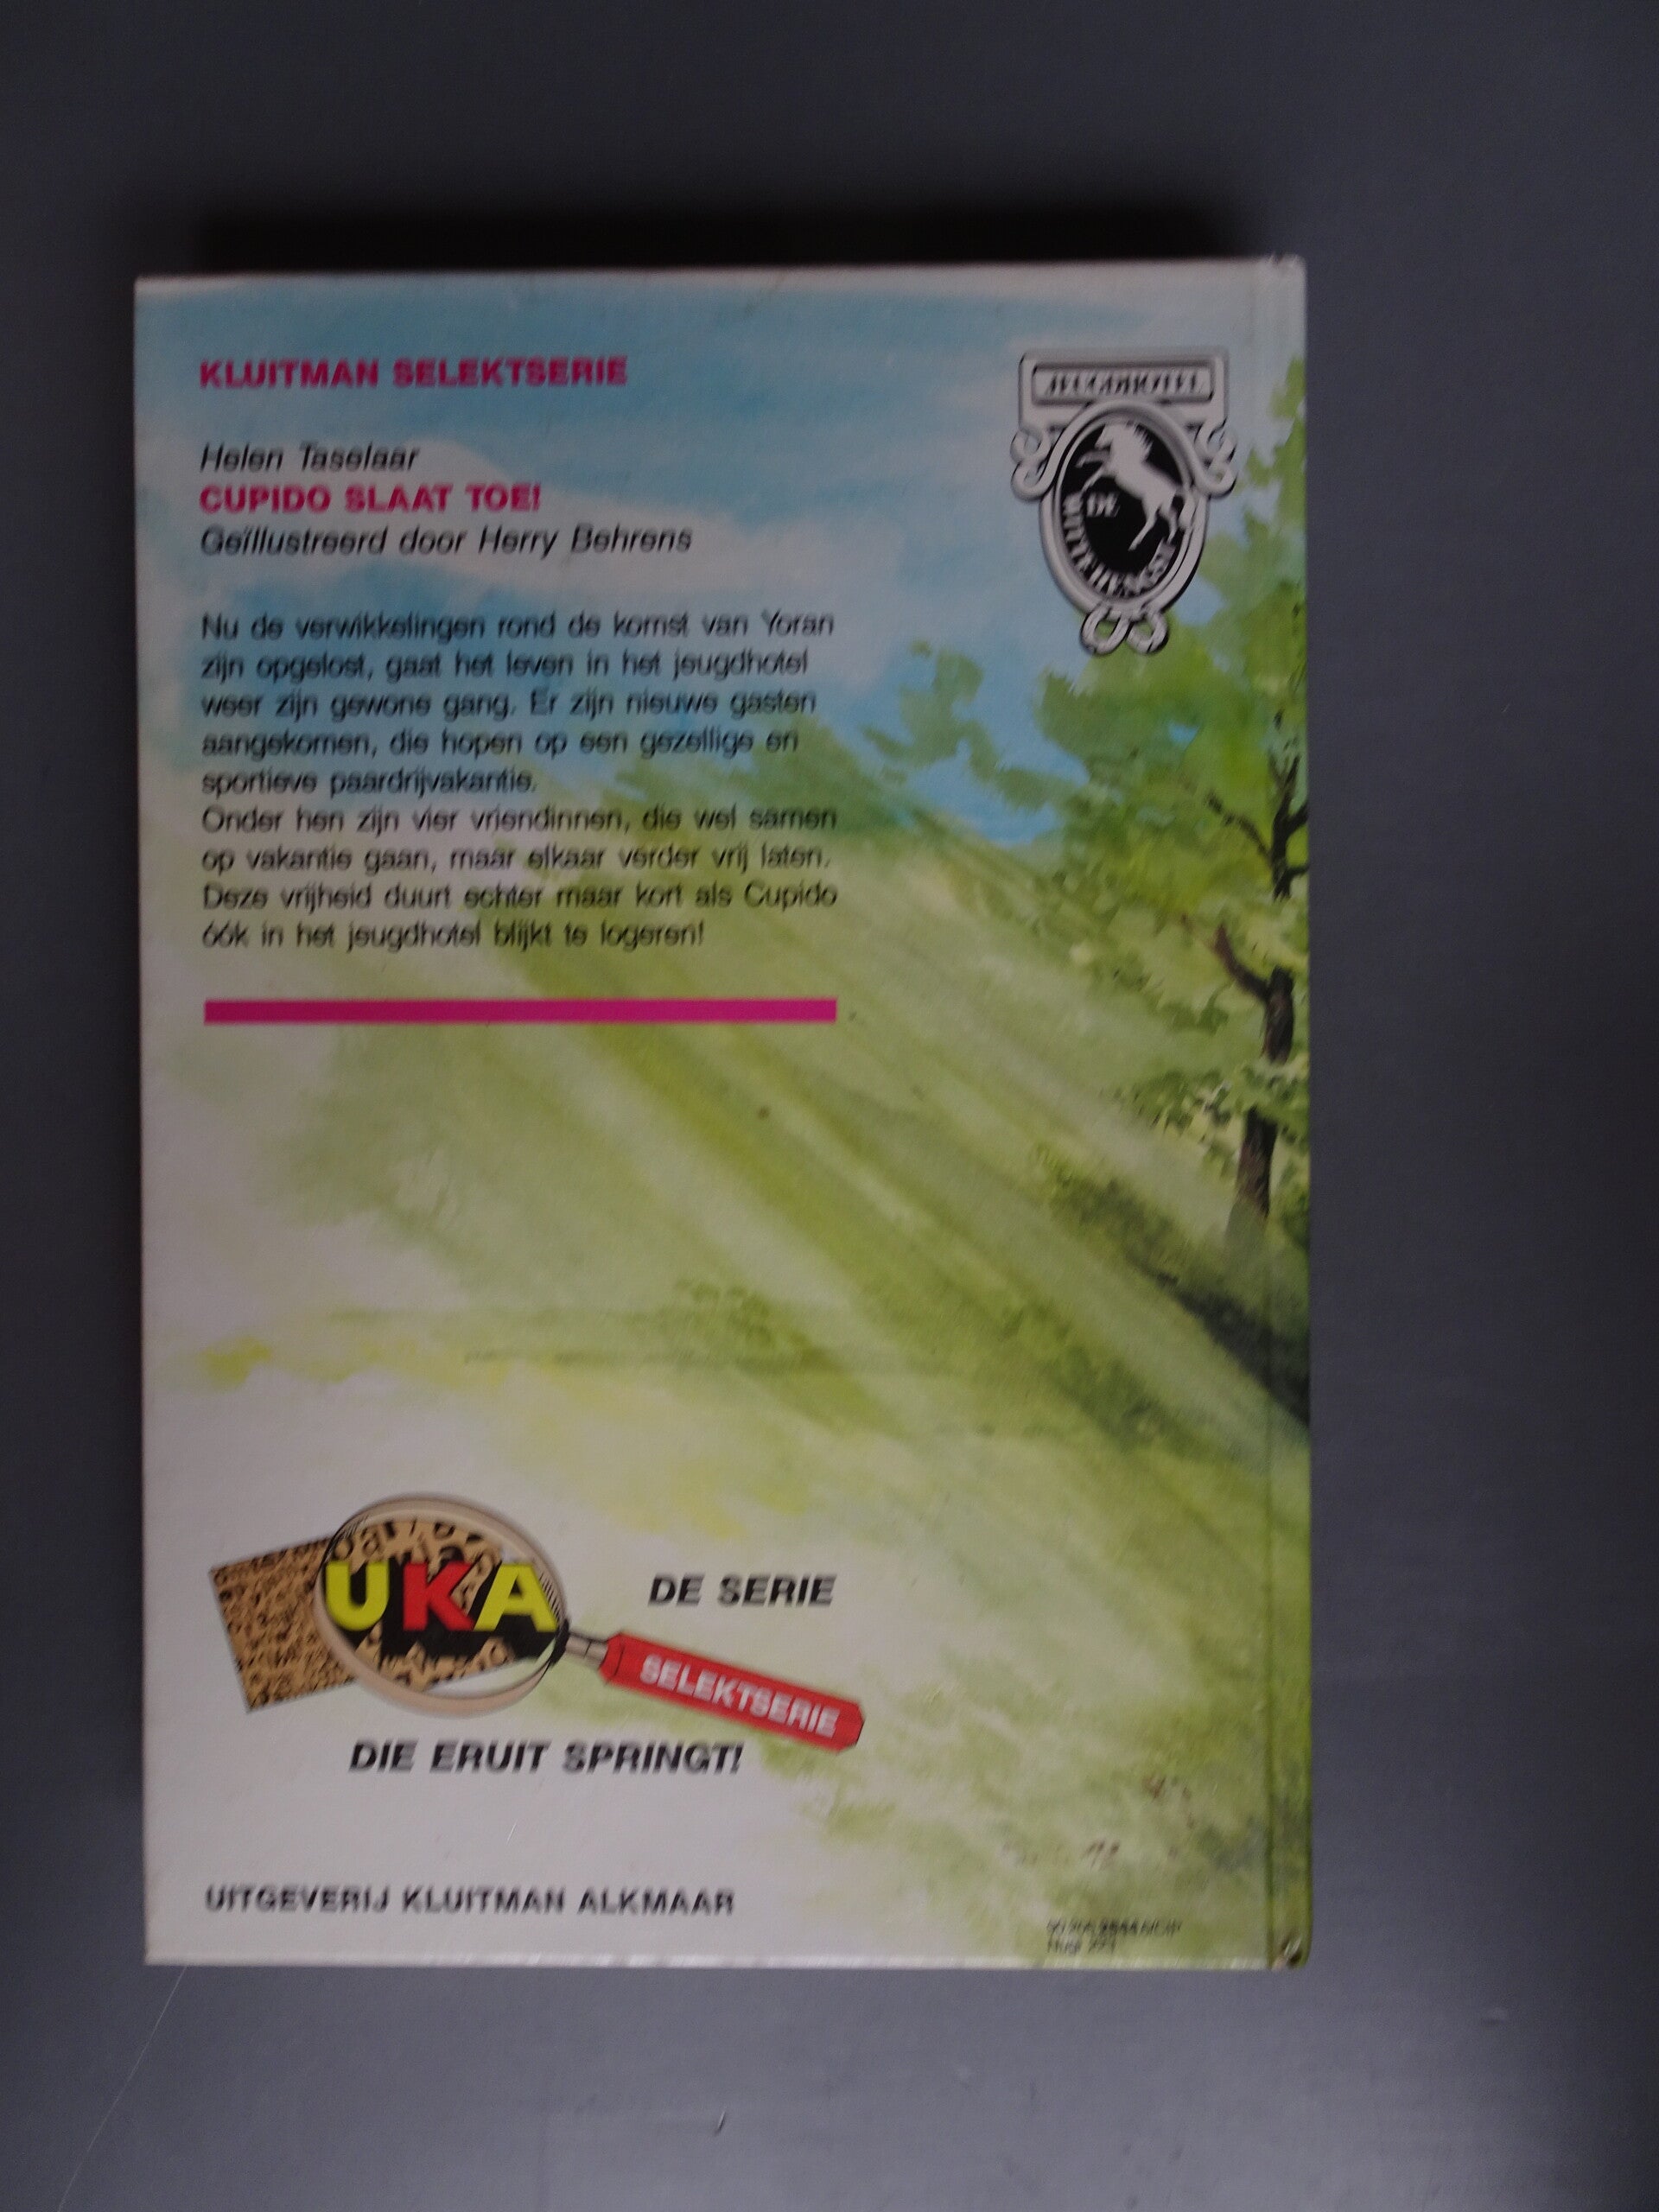 KLUITMAN SELEKTSERIE
JEUGDHOTEL
DE
WITTE HENGST
Helen Taselaar
CUPIDO SLAAT TOE!
Geïllustreerd door Herry Behrens
Nu de verwikkelingen rond de komst van Yoran
zijn opgelost, gaat het leven in het jeugdhotel
weer zijn gewone gang. Er zijn nieuwe gasten
aangekomen, die hopen op een gezellige en
sportieve paardrijvakantie.
Onder hen zijn vier vriendinnen, die wel samen
op vakantie gaan, maar elkaar verder vrij laten.
Deze vrijheid duurt echter maar kort als Cupido
óók in het jeugdhotel blijkt te logeren!
UKA
DE SERIE
SELEKTSERIE
DIE ERUIT SPRINGT!
UITGEVERIJ KLUITMAN ALKMAAR